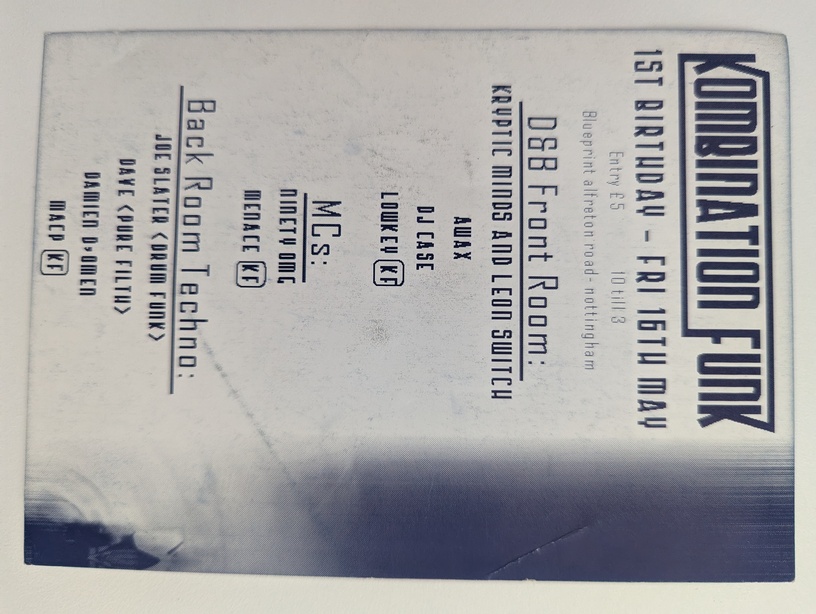 KOMBINATION FUNK
1ST BIRTHDAY - FRI 16TH MAY
Entry £5 10 till 3
Blueprint alfreton road- nottingham
D&B Front Room:
KRYPTIC MINDS AND LEON SWITCH
AWAX
DJ CASE
LOWKEY KF
MCs:
NINETY OMG
MENACE KF
Back Room Techno:
JOE SLATER <DRUM FUNK>
DAVE <PURE FILTH>
DAMIEN D,OMEN
MACP KF